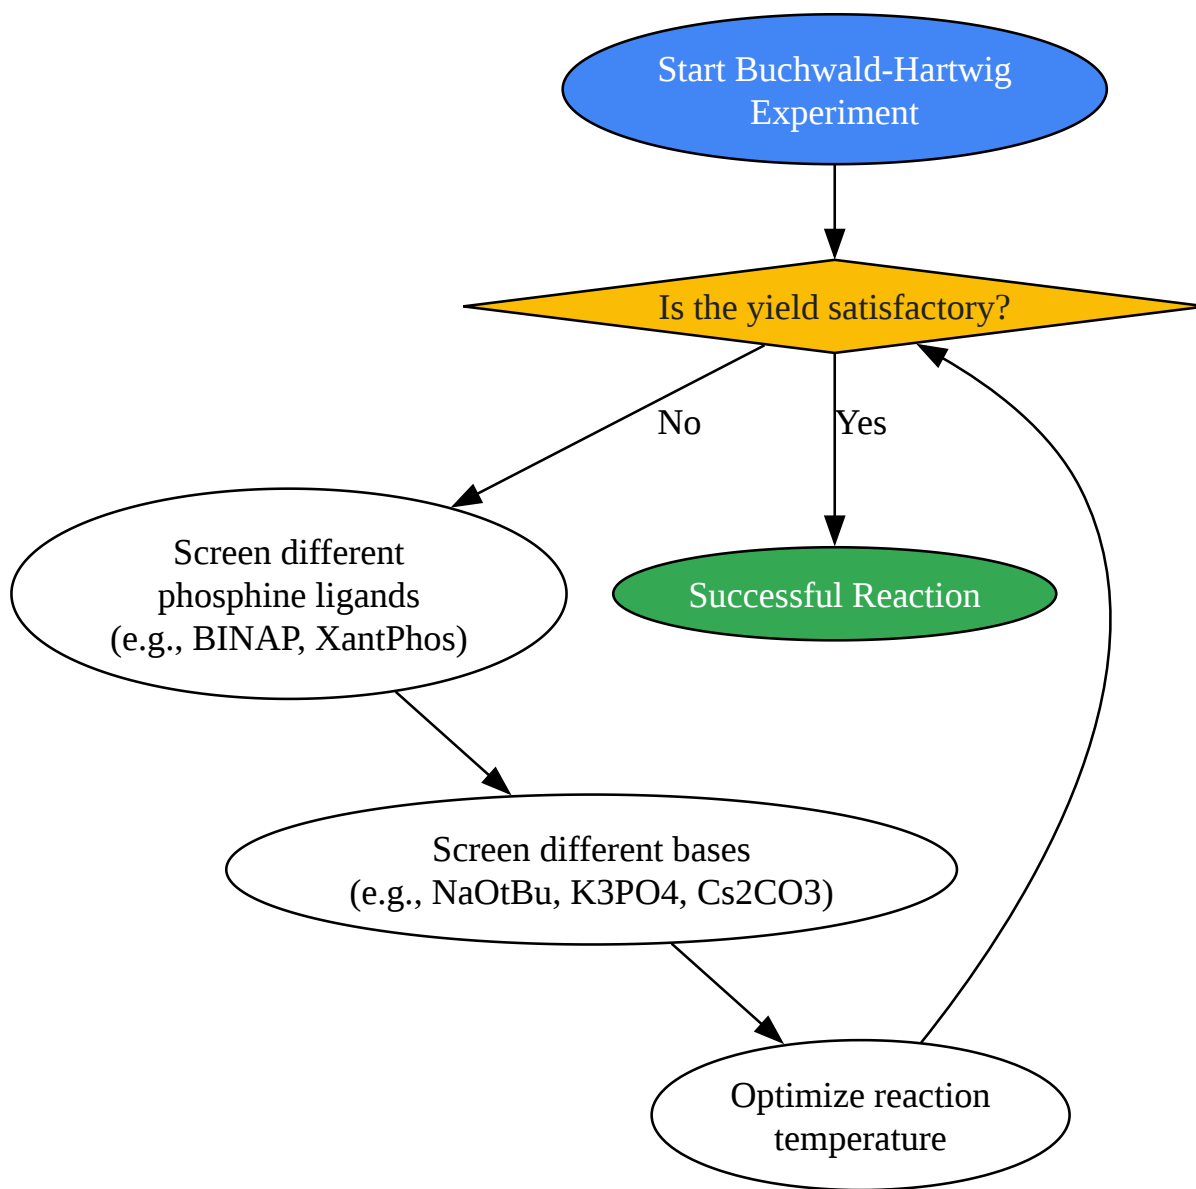 Start Buchwald-Hartwig
Experiment
Is the yield satisfactory?
No
Yes
Screen different
phosphine ligands
(e.g., BINAP, XantPhos)
Successful Reaction
Screen different bases
(e.g., NaOtBu, K3PO4, Cs2CO3)
Optimize reaction
temperature